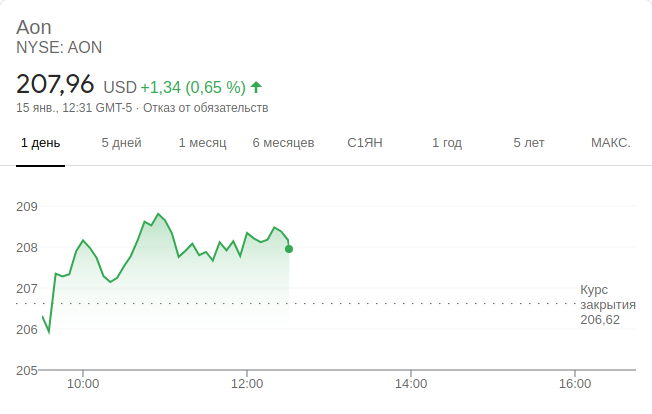 Aon
NYSE: AON
207,96 USD +1,34 (0,65 %)
15 янв., 12:31 GMT-5 · Отказ от обязательств
1 день 5 дней 1 месяц 6 месяцев С1ЯН 1 год 5 лет МАКС.
209
208
207
Курс
закрытия
206,62
206
205
10:00 12:00 14:00 16:00